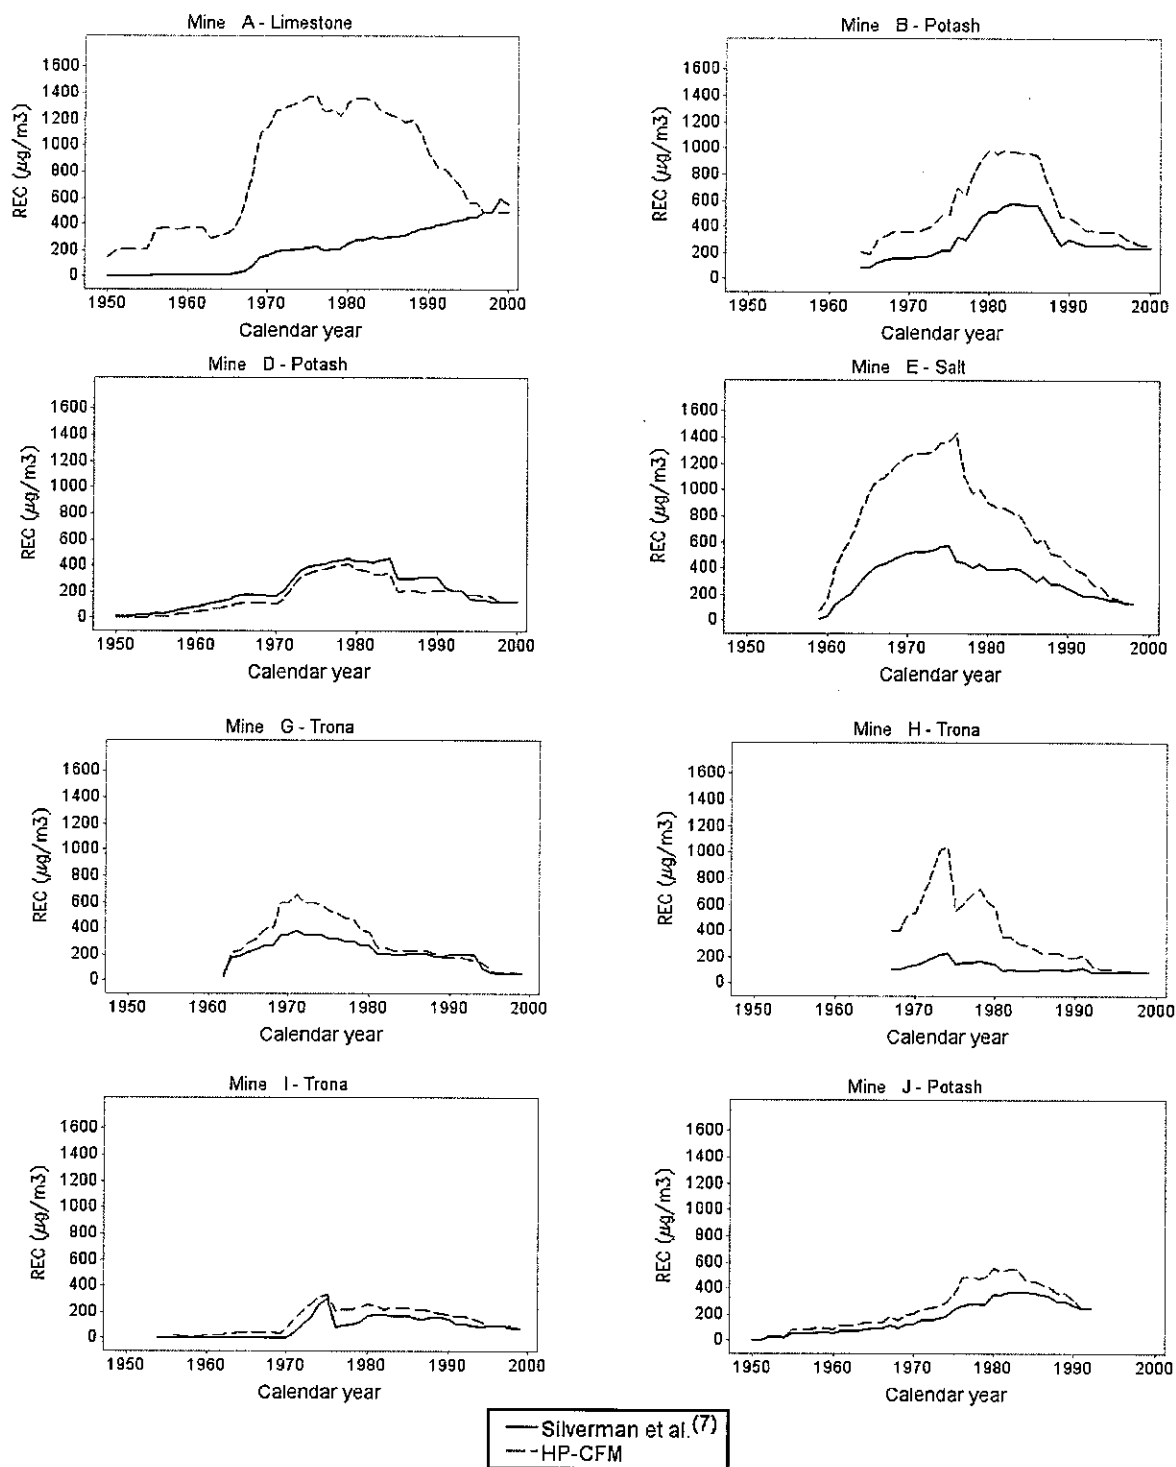 Mine A - Limestone
REC (µg/m3)
1600
1400
1200
1000
800
600
400
200
0
1950 1960 1970 1980 1990 2000
Calendar year
Mine B - Potash
REC (µg/m3)
1600
1400
1200
1000
800
600
400
200
0
1950 1960 1970 1980 1990 2000
Calendar year
Mine D - Potash
REC (µg/m3)
1600
1400
1200
1000
800
600
400
200
0
1950 1960 1970 1980 1990 2000
Calendar year
Mine E - Salt
REC (µg/m3)
1600
1400
1200
1000
800
600
400
200
0
1950 1960 1970 1980 1990 2000
Calendar year
Mine G - Trona
REC (µg/m3)
1600
1400
1200
1000
800
600
400
200
0
1950 1960 1970 1980 1990 2000
Calendar year
Mine H - Trona
REC (µg/m3)
1600
1400
1200
1000
800
600
400
200
0
1950 1960 1970 1980 1990 2000
Calendar year
Mine I - Trona
REC (µg/m3)
1600
1400
1200
1000
800
600
400
200
0
1950 1960 1970 1980 1990 2000
Calendar year
Mine J - Potash
REC (µg/m3)
1600
1400
1200
1000
800
600
400
200
0
1950 1960 1970 1980 1990 2000
Calendar year
Silverman et al.(7)
HP-CFM